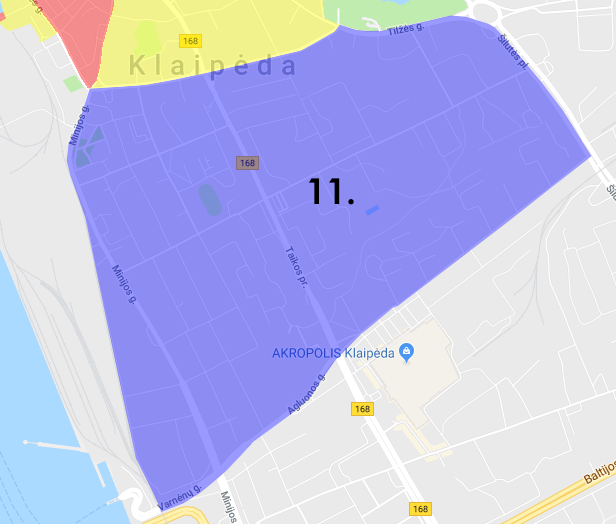 s g.
168
Tilžės g.
Šilutės pl.
Klaipėda
Minijos g.
168
11.
Šilu
Taikos pr.
Minijos g.
AKROPOLIS Klaipėda
Agluonos g.
168
Varnėnų g.
Minijos
168
Baltijos